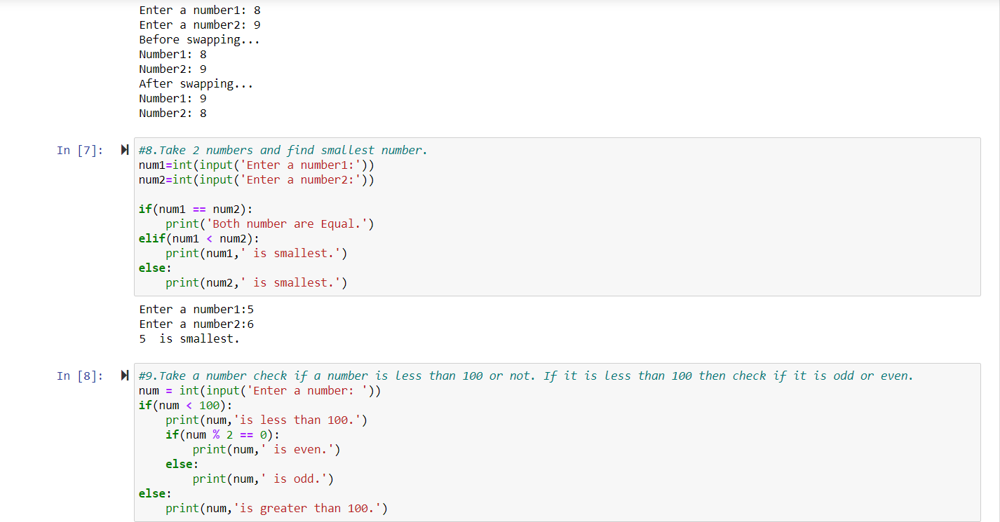 Enter a number1: 8
Enter a number2: 9
Before swapping...
Number1: 8
Number2: 9
After swapping...
Number1: 9
Number2: 8
In [7]:
#8.Take 2 numbers and find smallest number.
num1=int(input('Enter a number1:'))
num2=int(input('Enter a number2:'))
if(num1 == num2):
    print('Both number are Equal.')
elif(num1 < num2):
    print(num1,' is smallest.')
else:
    print(num2,' is smallest.')
Enter a number1:5
Enter a number2:6
5  is smallest.
In [8]:
#9.Take a number check if a number is less than 100 or not. If it is less than 100 then check if it is odd or even.
num = int(input('Enter a number: '))
if(num < 100):
    print(num,'is less than 100.')
    if(num % 2 == 0):
        print(num,' is even.')
    else:
        print(num,' is odd.')
else:
    print(num,'is greater than 100.')